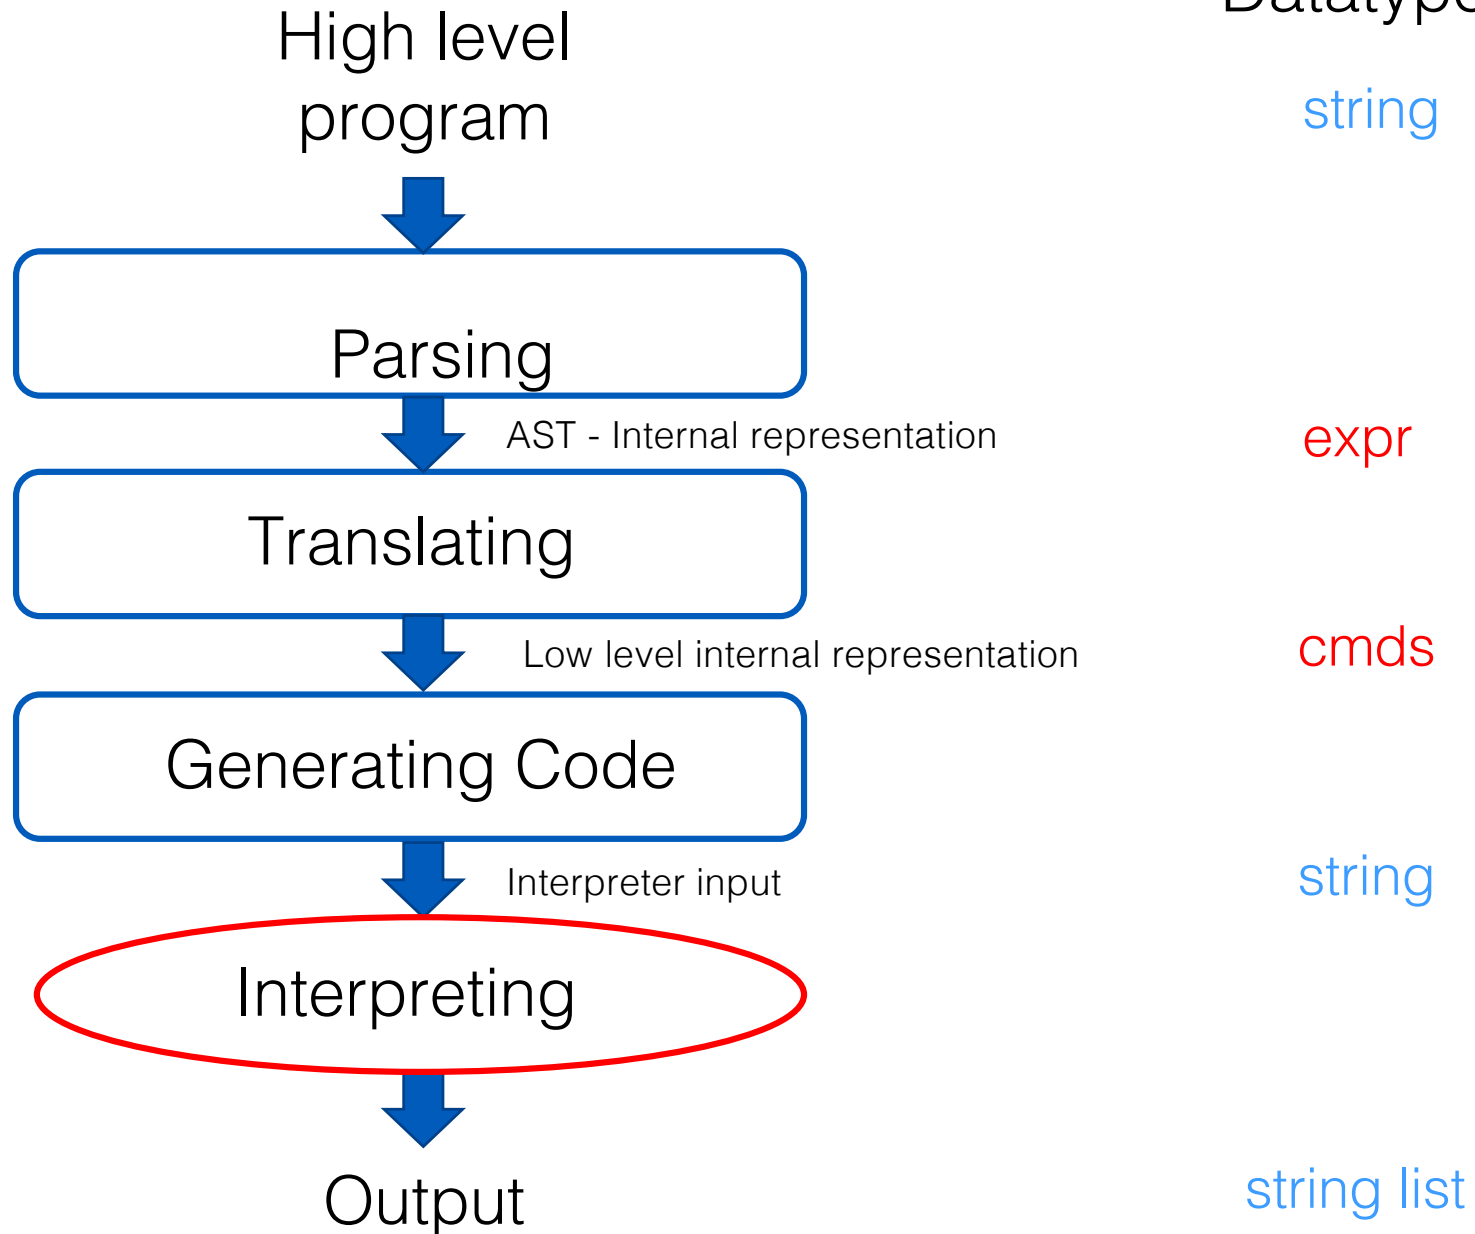 High level
program
string
Parsing
AST - Internal representation
expr
Translating
Low level internal representation
cmds
Generating Code
Interpreter input
string
Interpreting
Output
string list